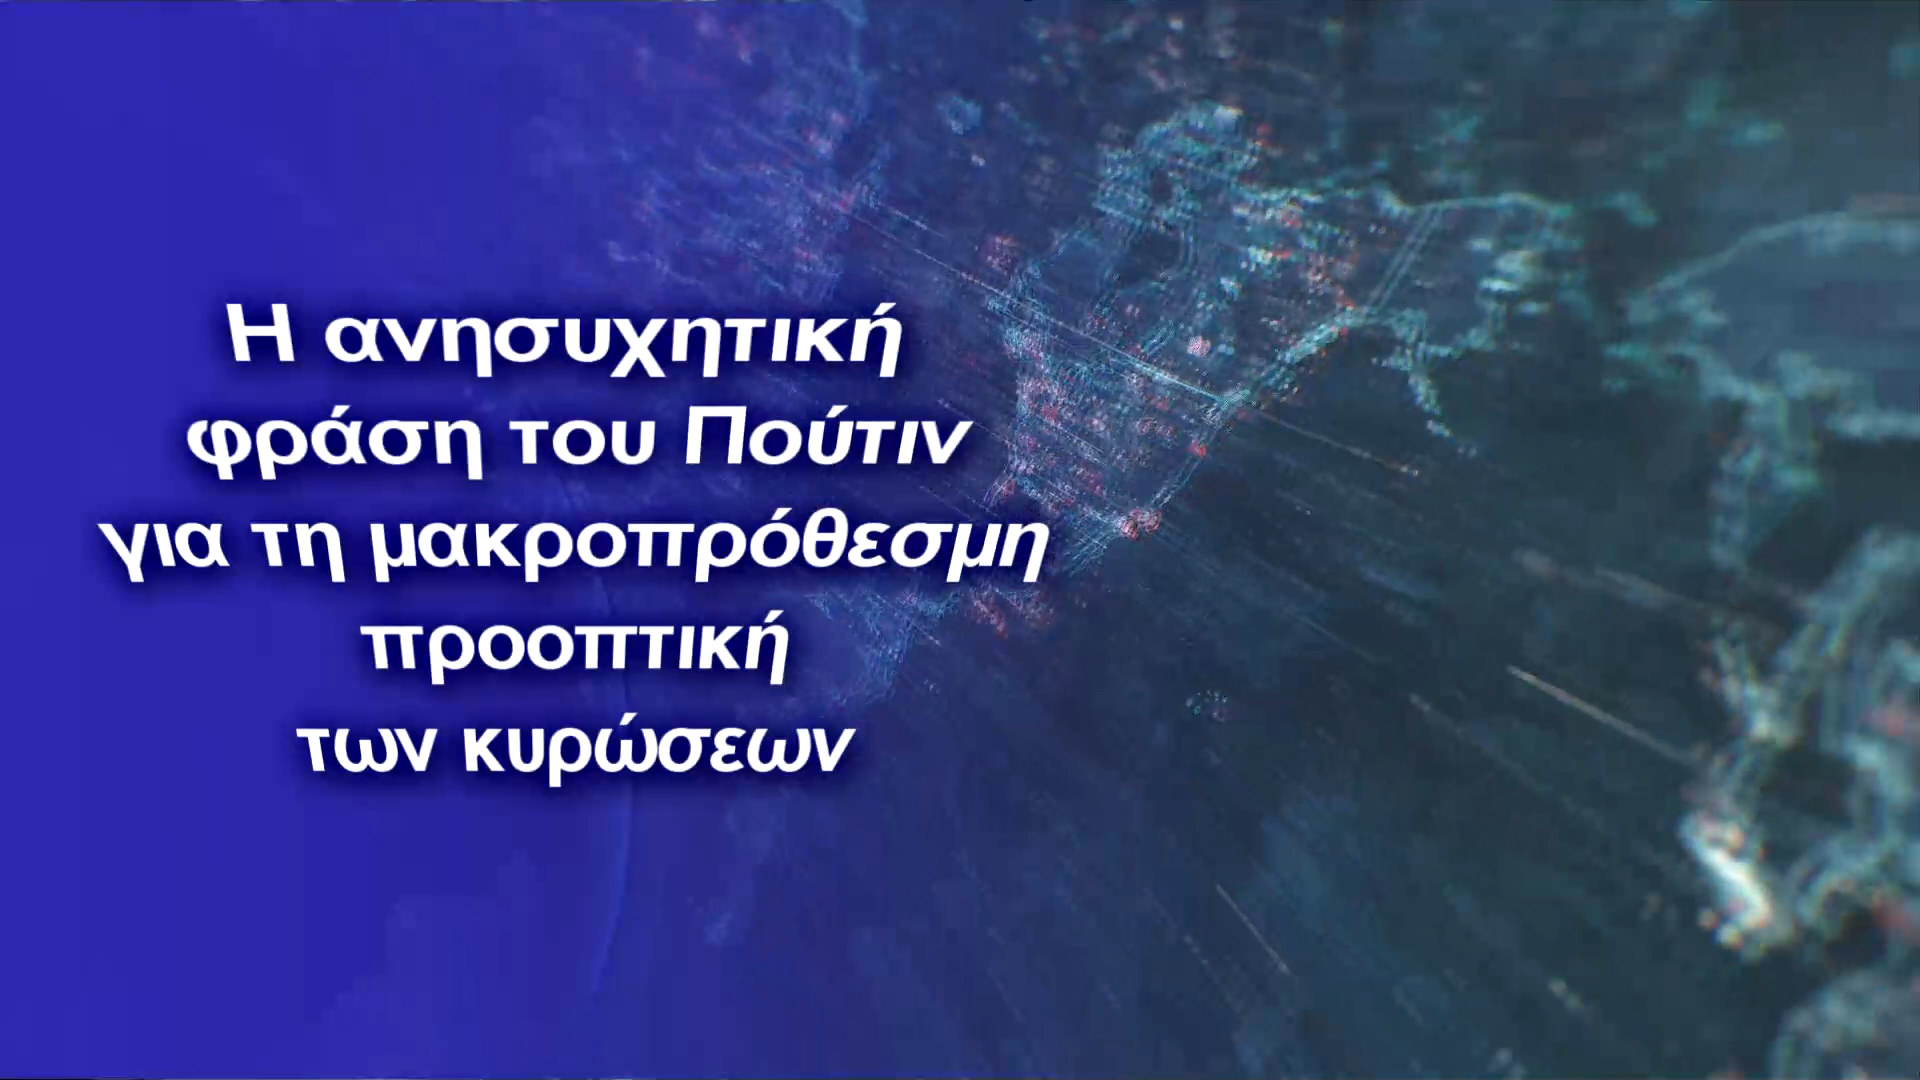 Η ανησυχητική
φράση του Πούτιν
για τη μακροπρόθεσμη
προοπτική
των κυρώσεων